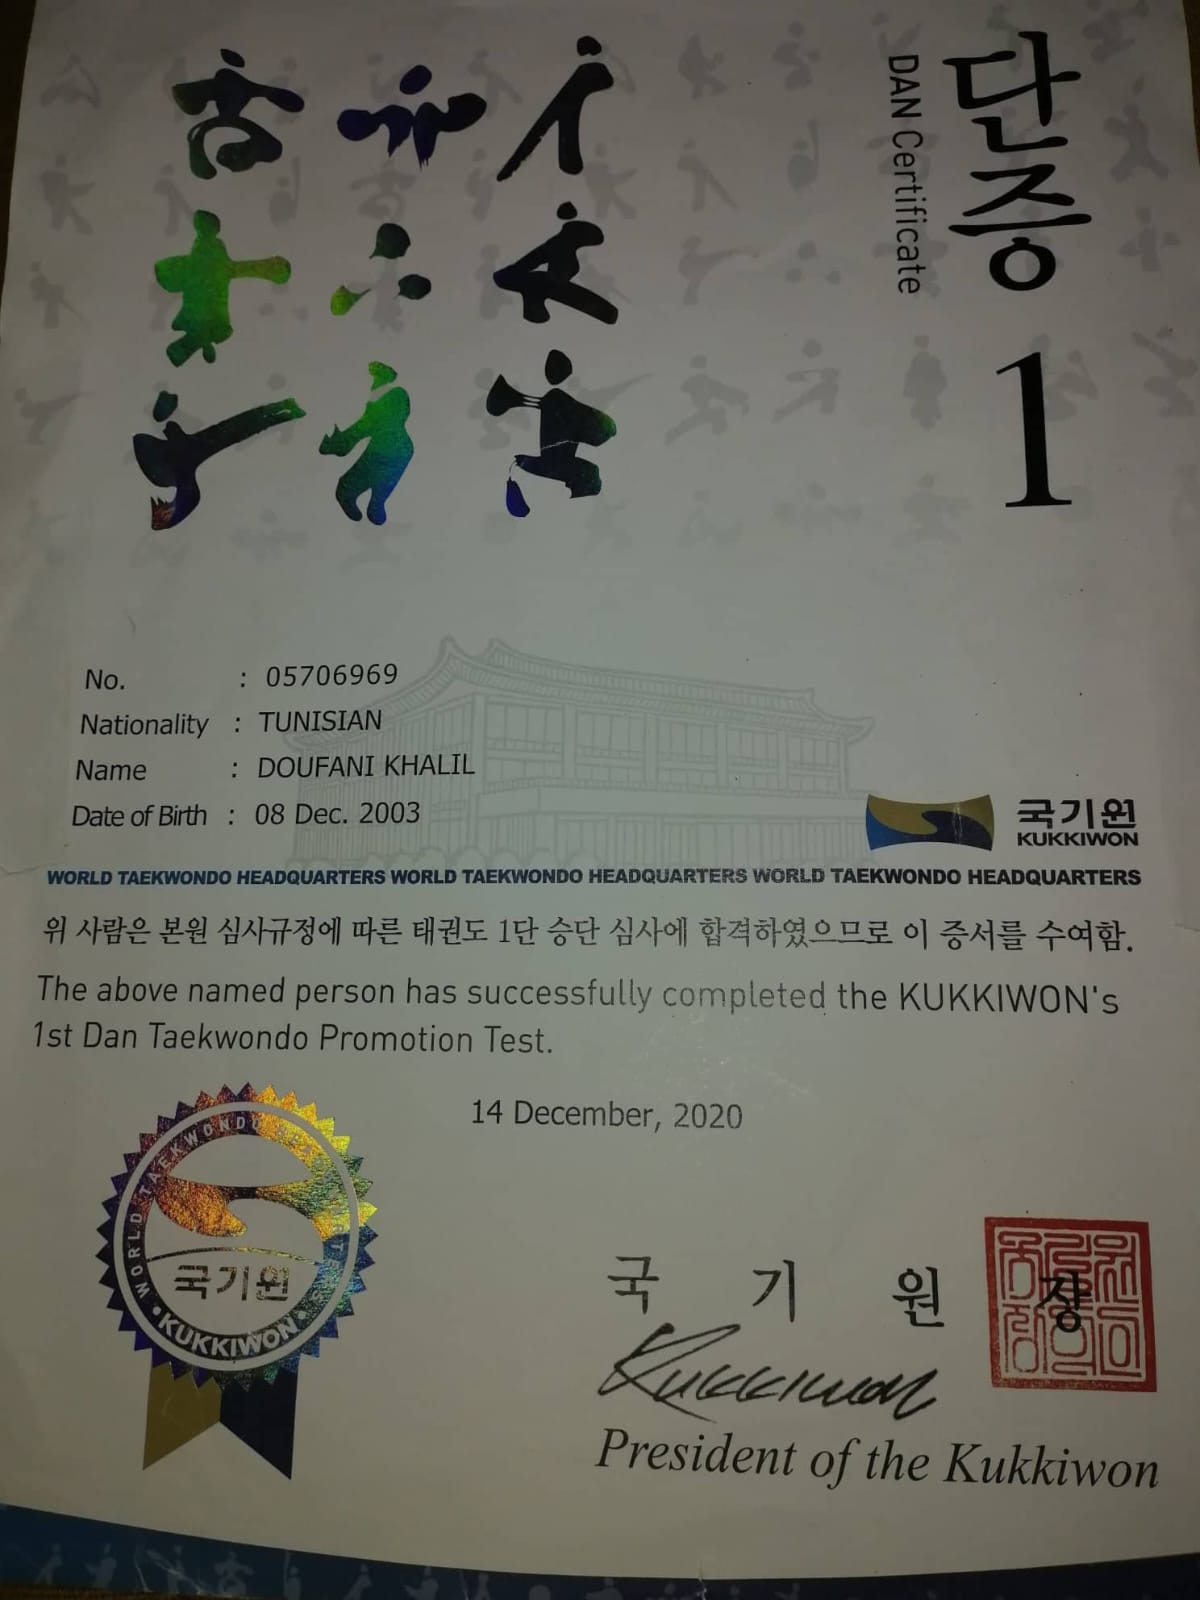 단증
DAN Certificate
1
No. : 05706969
Nationality : TUNISIAN
Name : DOUFANI KHALIL
Date of Birth : 08 Dec. 2003
국기원
KUKKIWON
WORLD TAEKWONDO HEADQUARTERS WORLD TAEKWONDO HEADQUARTERS WORLD TAEKWONDO HEADQUARTERS
위 사람은 본원 심사규정에 따른 태권도 1단 승단 심사에 합격하였으므로 이 증서를 수여함.
The above named person has successfully completed the KUKKIWON's
1st Dan Taekwondo Promotion Test.
14 December, 2020
WORLD TAEKWONDO HEADQUARTERS
국기원
• KUKKIWON •
국 기 원 장
Kukkiwon
President of the Kukkiwon